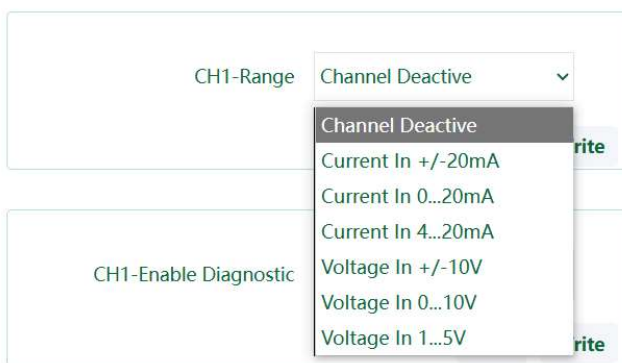 CH1-Range Channel Deactive
Channel Deactive
rite
Current In +/-20mA
Current In 0...20mA
Current In 4...20mA
CH1-Enable Diagnostic Voltage In +/-10V
Voltage In 0...10V
Voltage In 1...5V
rite